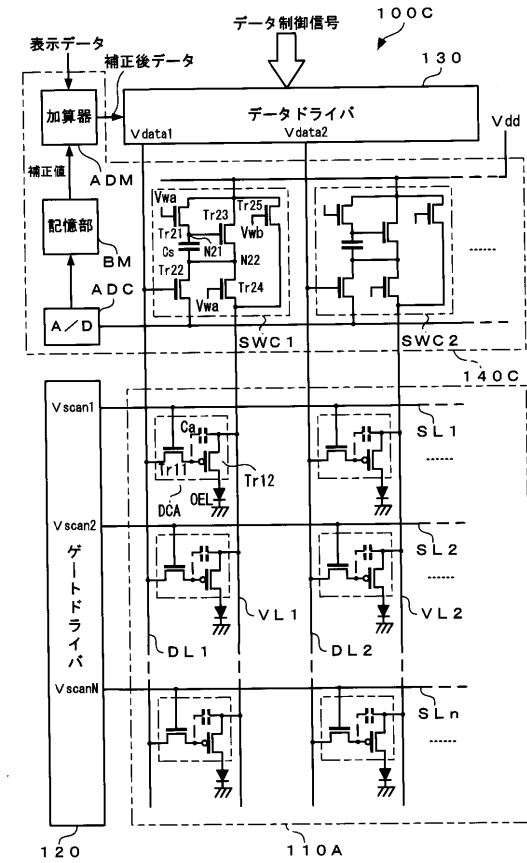 データ制御信号
100C
表示データ
補正後データ
130
加算器
データドライバ
Vdata1
Vdata2
Vdd
補正値
ADM
Vwa
Tr23
Tr25
記憶部
Tr21
N21
Vwb
Cs
BM
Tr22
N22
ADC
Vwa
Tr24
A/D
SWC1
SWC2
140C
Vscan1
SL1
Ca
Tr11
Tr12
DCA
OEL
Vscan2
SL2
ゲートドライバ
VL1
VL2
DL1
DL2
VscanN
SLn
120
110A